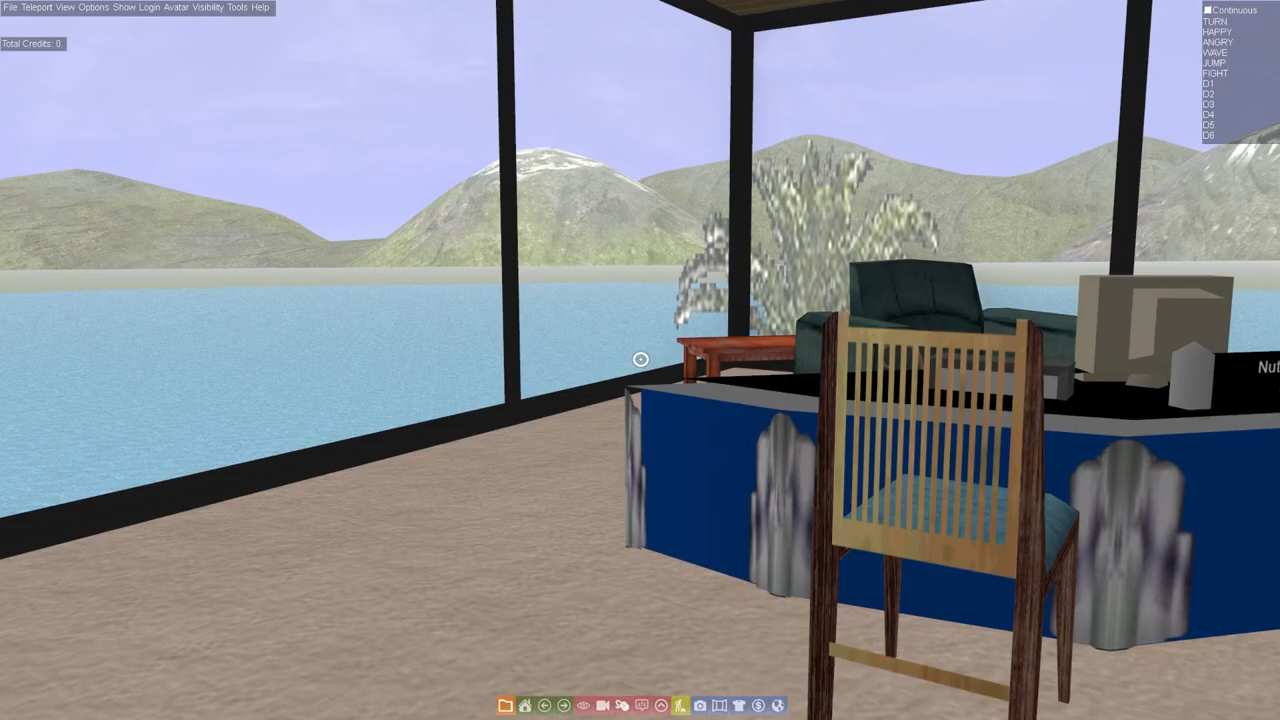 File Teleport View Options Show Login Avatar Visibility Tools Help
Total Credits: 0
Continuous
TURN
HAPPY
ANGRY
WAVE
JUMP
FIGHT
D1
D2
D3
D4
D5
D6
Nut